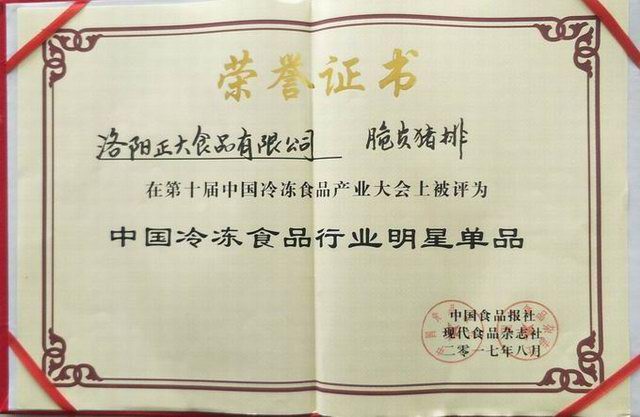 荣誉证书
洛阳正大食品有限公司 脆炎猪排
在第十届中国冷冻食品产业大会上被评为
中国冷冻食品行业明星单品
中国食品报社
现代食品杂志社
二零一七年八月